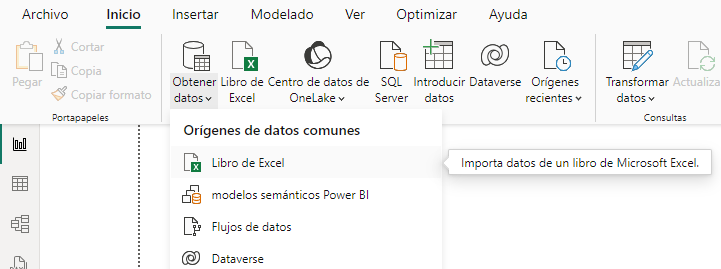 Archivo Inicio Insertar Modelado Ver Optimizar Ayuda
Pegar
Cortar
Copia
Copiar formato
Portapapeles
Obtener datos
Libro de Excel
Centro de datos de OneLake
SQL Server
Introducir datos
Dataverse
Orígenes recientes
Transformar datos
Actualiza
Consultas
Orígenes de datos comunes
Libro de Excel
Importa datos de un libro de Microsoft Excel.
modelos semánticos Power BI
Flujos de datos
Dataverse